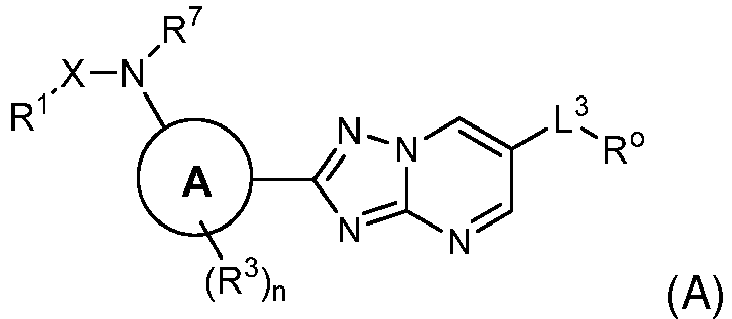 R⁷
R¹ X–N
A
N N N N
L³ Rº
(R³)ₙ
(A)